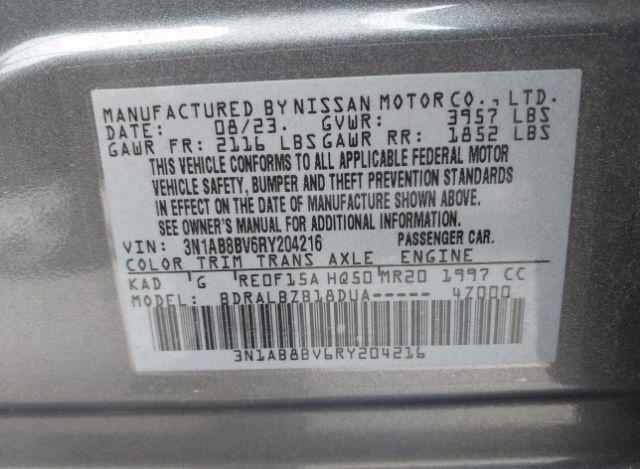 MANUFACTURED BY NISSAN MOTOR CO., LTD.
DATE: 08/23. GVWR: 3957 LBS
GAWR FR: 2116 LBS GAWR RR: 1852 LBS
THIS VEHICLE CONFORMS TO ALL APPLICABLE FEDERAL MOTOR
VEHICLE SAFETY, BUMPER AND THEFT PREVENTION STANDARDS
IN EFFECT ON THE DATE OF MANUFACTURE SHOWN ABOVE.
SEE OWNER'S MANUAL FOR ADDITIONAL INFORMATION.
VIN: 3N1AB8BV6RY204216 PASSENGER CAR.
COLOR TRIM TRANS AXLE ENGINE
KAD G RE0F15A HQ50 MR20 1997 CC
MODEL: BDRALBZB18DUA----- 4Z000
3N1AB8BV6RY204216